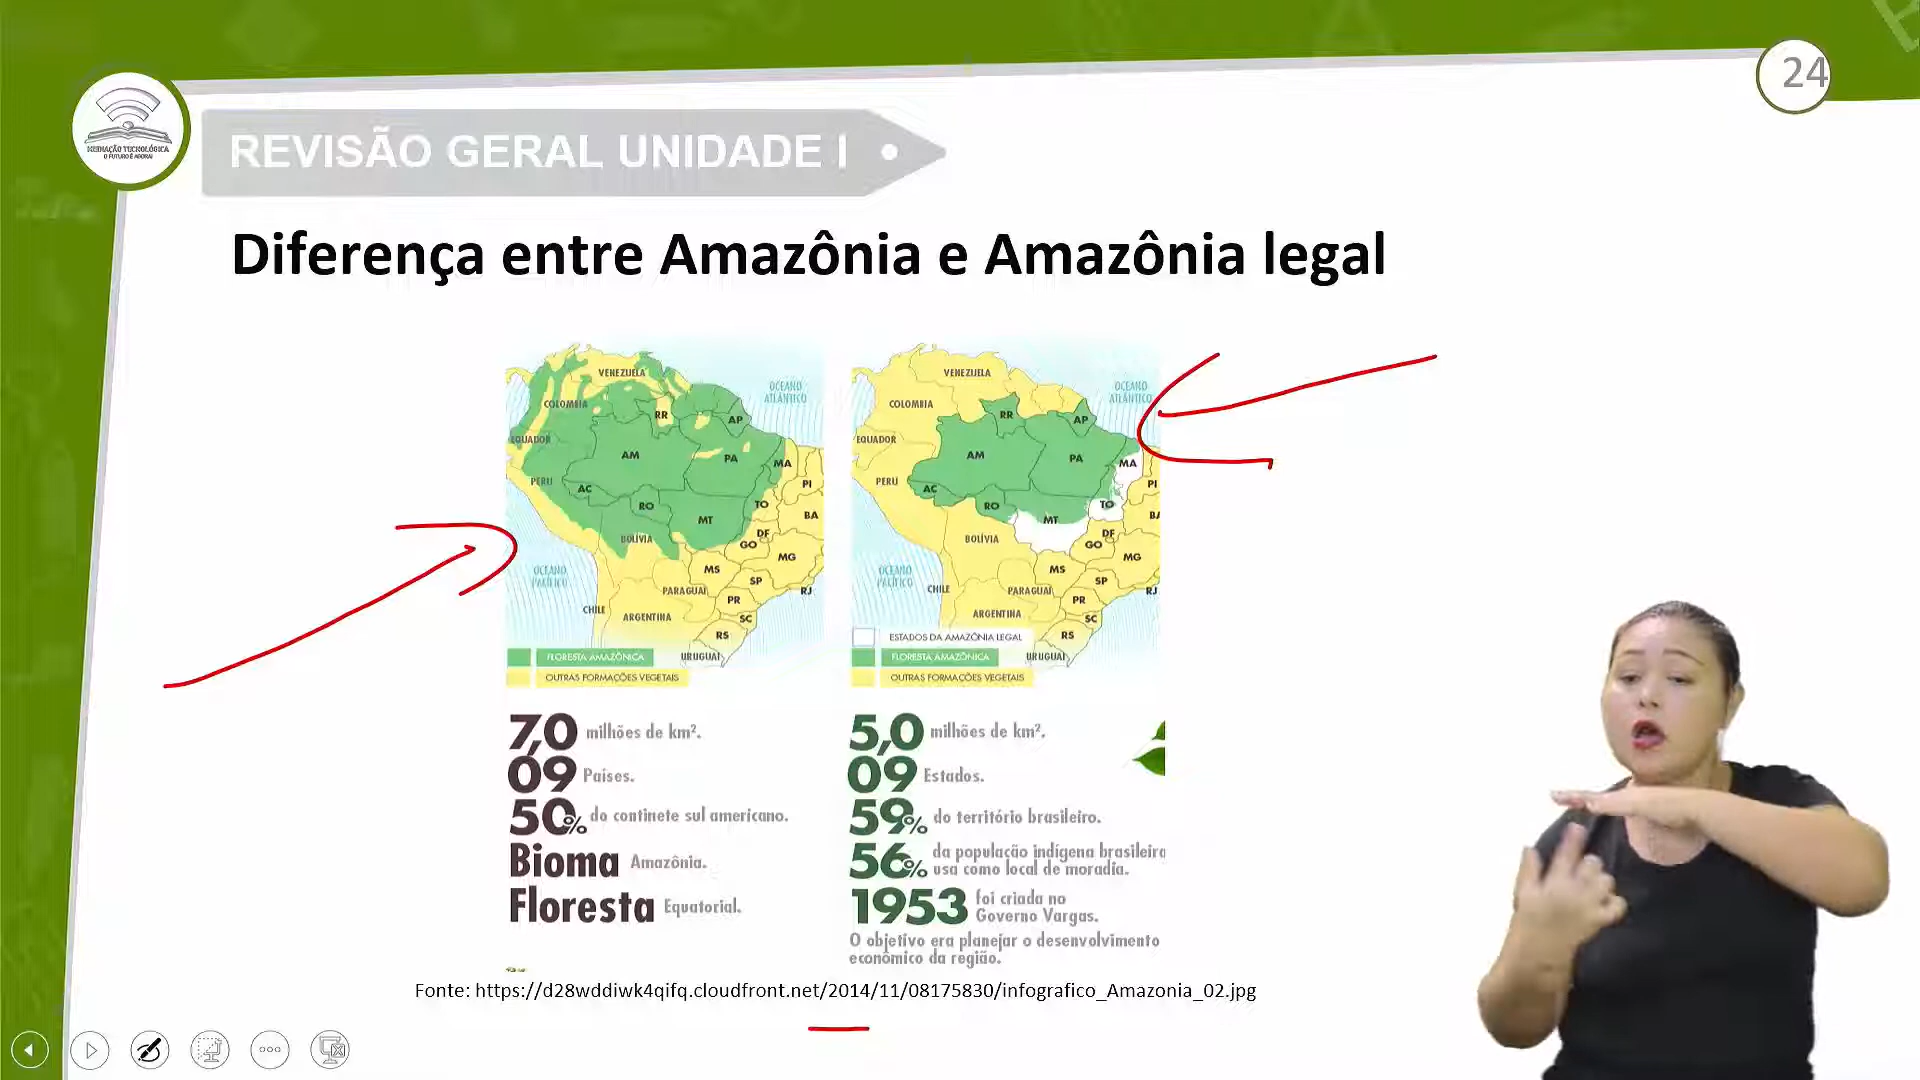 24
MEDIAÇÃO TECNOLÓGICA
O FUTURO É AGORA!
REVISÃO GERAL UNIDADE I
Diferença entre Amazônia e Amazônia legal
VENEZUELA
OCEANO
ATLÂNTICO
COLOMBIA
RR
AP
EQUADOR
AM
PA
MA
PERU
AC
PI
RO
TO
MT
BA
BOLÍVIA
DF
GO
MG
OCEANO
PACÍFICO
MS
SP
PARAGUAI
RJ
PR
CHILE
ARGENTINA
SC
RS
URUGUAI
FLORESTA AMAZÔNICA
OUTRAS FORMAÇÕES VEGETAIS
VENEZUELA
OCEANO
ATLÂNTICO
COLOMBIA
RR
AP
EQUADOR
AM
PA
MA
PERU
AC
PI
RO
TO
MT
BA
BOLÍVIA
DF
GO
MG
OCEANO
PACÍFICO
MS
SP
CHILE
PARAGUAI
RJ
PR
ARGENTINA
SC
ESTADOS DA AMAZÔNIA LEGAL
RS
FLORESTA AMAZÔNICA
URUGUAI
OUTRAS FORMAÇÕES VEGETAIS
7,0 milhões de km².
09 Países.
50% do continete sul americano.
Bioma Amazônia.
Floresta Equatorial.
5,0 milhões de km².
09 Estados.
59% do território brasileiro.
56% da população indígena brasileira
usa como local de moradia.
1953 foi criada no
Governo Vargas.
O objetivo era planejar o desenvolvimento
econômico da região.
Fonte: https://d28wddiwk4qifq.cloudfront.net/2014/11/08175830/infografico_Amazonia_02.jpg